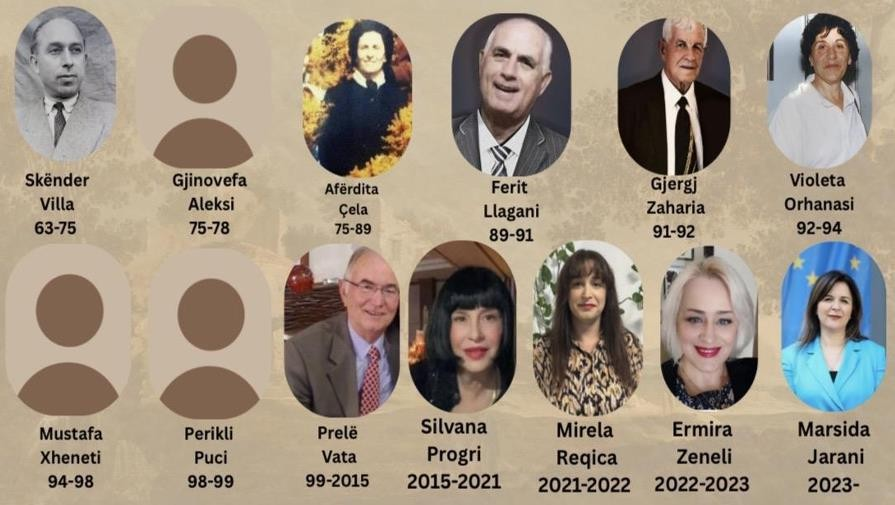 Skënder
Villa
63-75
Gjinovefa
Aleksi
75-78
Afërdita
Çela
75-89
Ferit
Llagani
89-91
Gjergj
Zaharia
91-92
Violeta
Orhanasi
92-94
Mustafa
Xheneti
94-98
Perikli
Puci
98-99
Prelë
Vata
99-2015
Silvana
Progri
2015-2021
Mirela
Reqica
2021-2022
Ermira
Zeneli
2022-2023
Marsida
Jarani
2023-